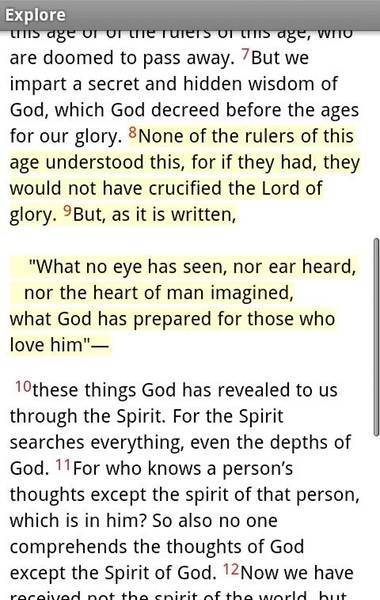 Explore
this age or of the rulers of this age, who
are doomed to pass away. 7But we
impart a secret and hidden wisdom of
God, which God decreed before the ages
for our glory. 8None of the rulers of this
age understood this, for if they had, they
would not have crucified the Lord of
glory. 9But, as it is written,
"What no eye has seen, nor ear heard,
nor the heart of man imagined,
what God has prepared for those who
love him"—
10these things God has revealed to us
through the Spirit. For the Spirit
searches everything, even the depths of
God. 11For who knows a person's
thoughts except the spirit of that person,
which is in him? So also no one
comprehends the thoughts of God
except the Spirit of God. 12Now we have
received not the spirit of the world, but